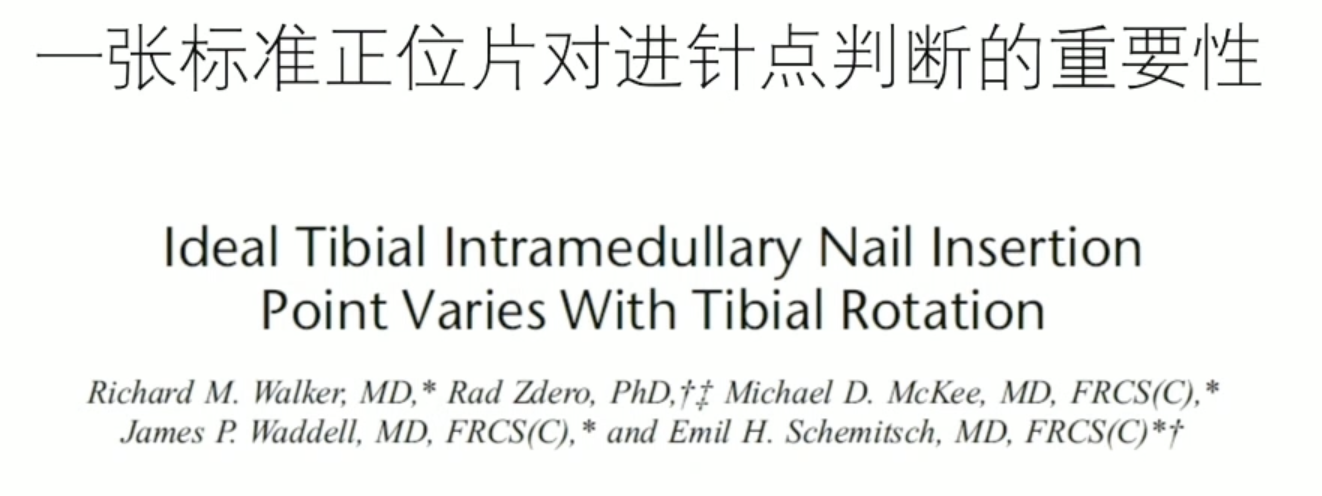 一张标准正位片对进针点判断的重要性
Ideal Tibial Intramedullary Nail Insertion
Point Varies With Tibial Rotation
Richard M. Walker, MD,* Rad Zdero, PhD,†‡ Michael D. McKee, MD, FRCS(C),*
James P. Waddell, MD, FRCS(C),* and Emil H. Schemitsch, MD, FRCS(C)*†